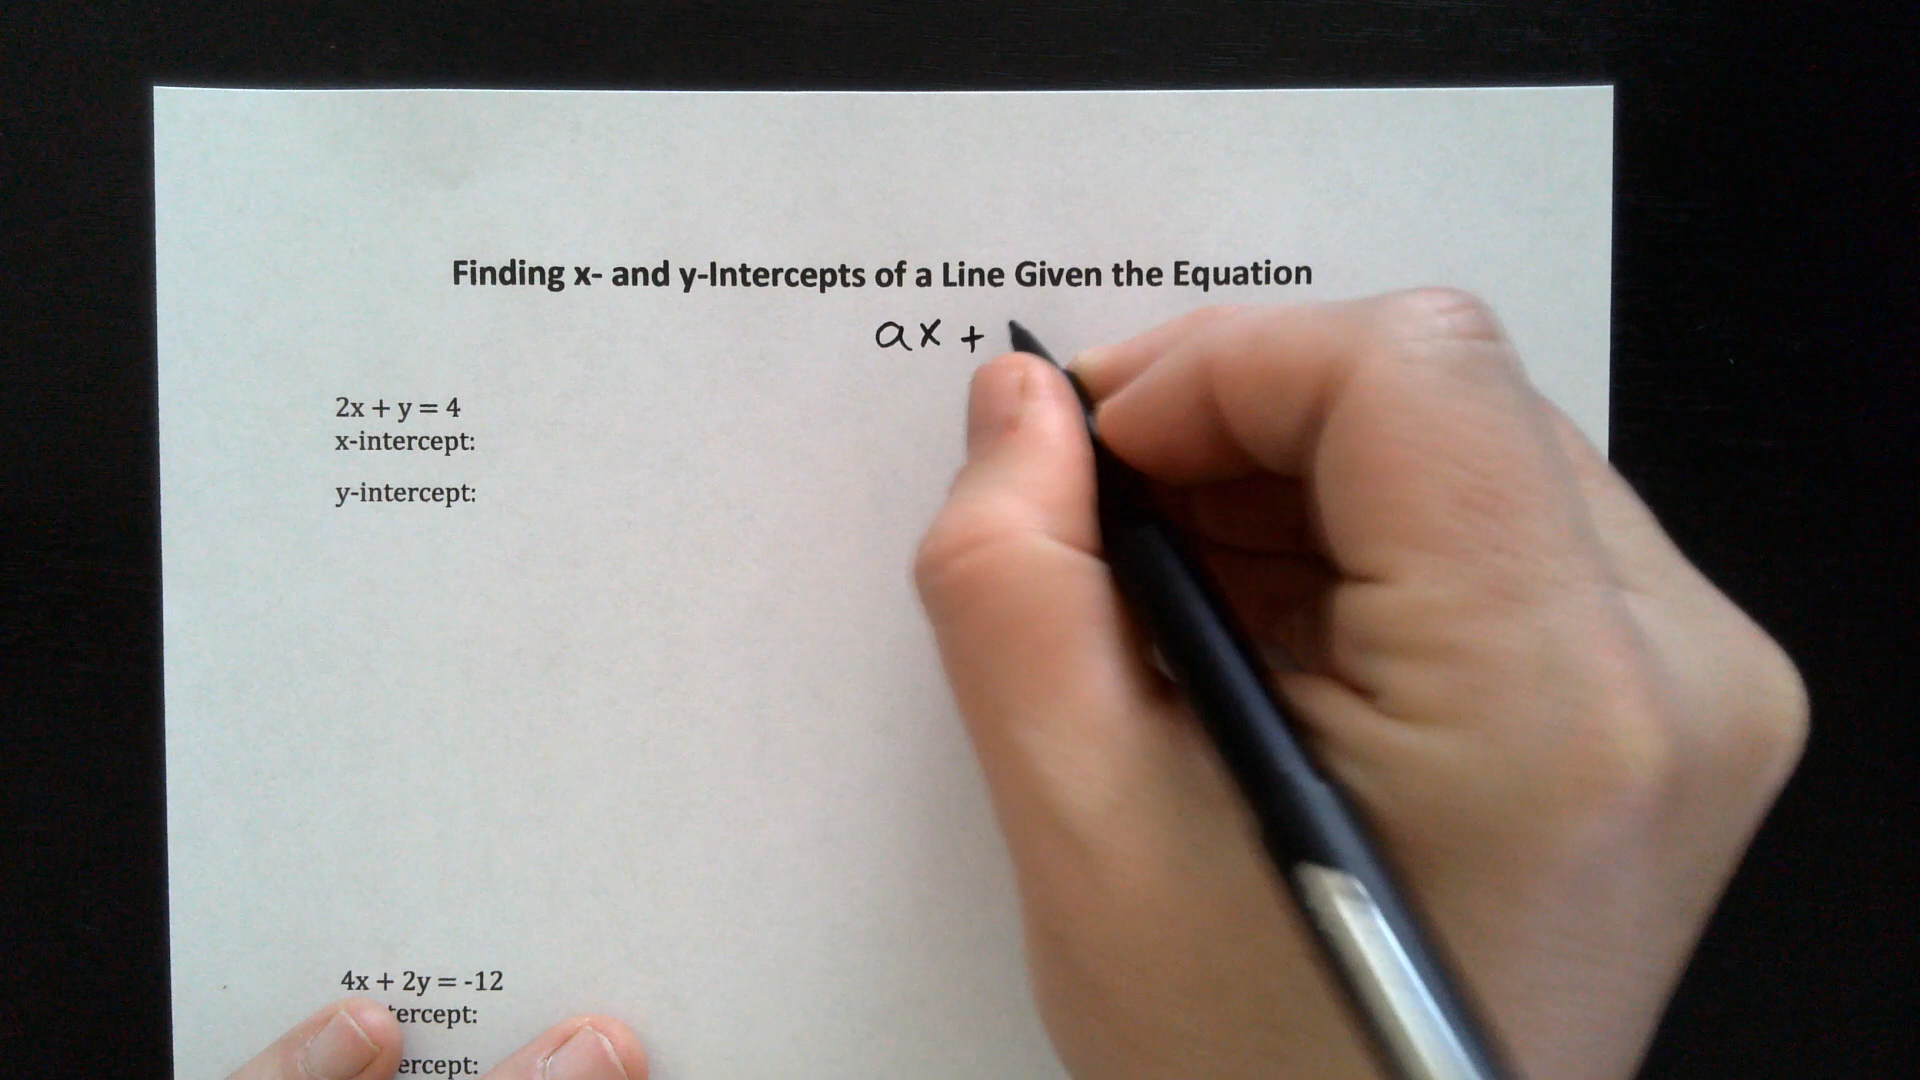 Finding x- and y-Intercepts of a Line Given the Equation
ax +
2x + y = 4
x-intercept:
y-intercept:
4x + 2y = -12
ercept:
ercept: